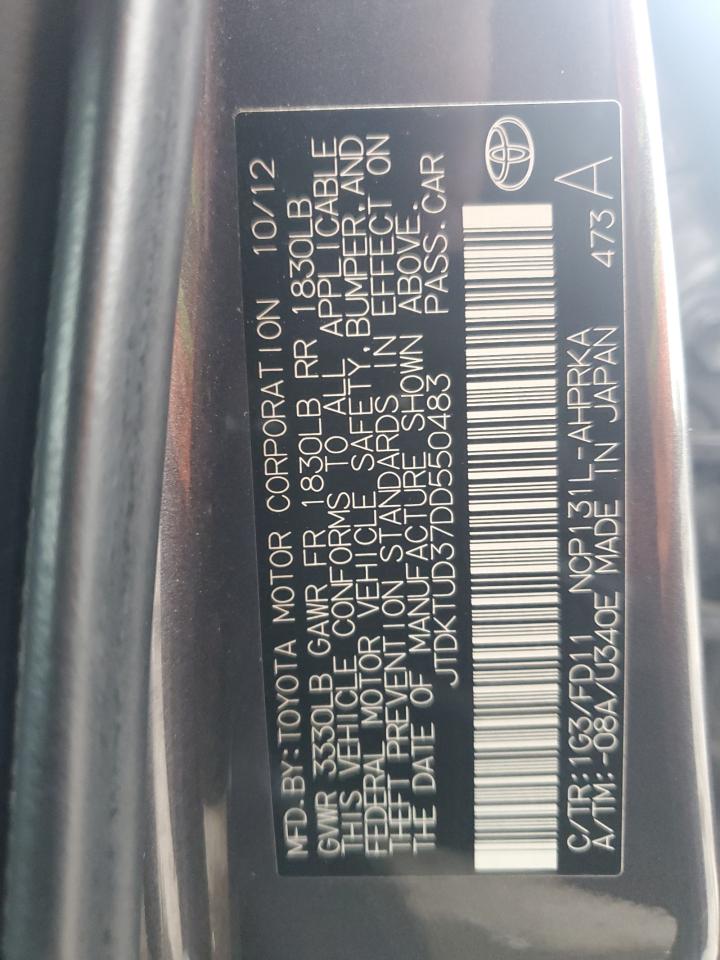 MFD.BY:TOYOTA MOTOR CORPORATION 10/12
GVWR 3330LB GAWR FR 1830LB RR 1830LB
THIS VEHICLE CONFORMS TO ALL APPLICABLE
FEDERAL MOTOR VEHICLE SAFETY,BUMPER,AND
THEFT PREVENTION STANDARDS IN EFFECT ON
THE DATE OF MANUFACTURE SHOWN ABOVE.
JTDKTUD37DD550483 PASS.CAR
C/TR:1G3/FD11 NCP131L-AHPRKA 473 A
A/TM:-08A/U340E MADE IN JAPAN